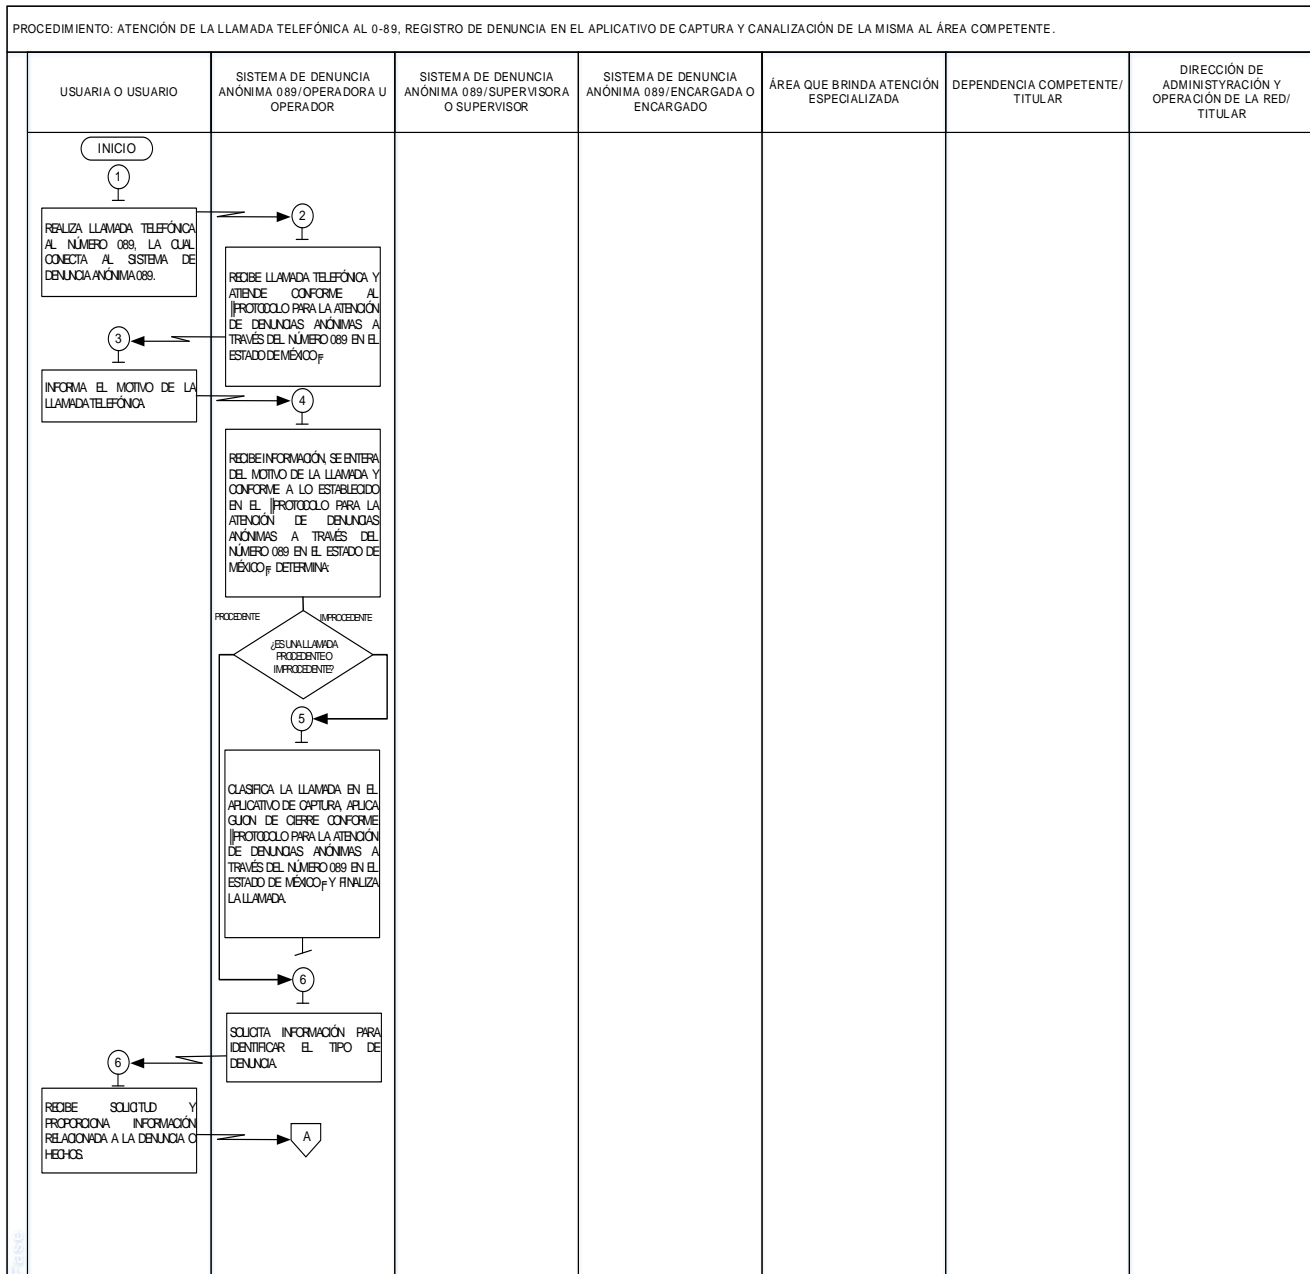 PROCEDIMIENTO: ATENCIÓN DE LA LLAMADA TELEFÓNICA AL 0-89, REGISTRO DE DENUNCIA EN EL APLICATIVO DE CAPTURA Y CANALIZACIÓN DE LA MISMA AL ÁREA COMPETENTE.
USUARIA O USUARIO
SISTEMA DE DENUNCIA
ANÓNIMA 089/OPERADORA U
OPERADOR
SISTEMA DE DENUNCIA
ANÓNIMA 089/SUPERVISORA
O SUPERVISOR
SISTEMA DE DENUNCIA
ANÓNIMA 089/ENCARGADA O
ENCARGADO
ÁREA QUE BRINDA ATENCIÓN
ESPECIALIZADA
DEPENDENCIA COMPETENTE/
TITULAR
DIRECCIÓN DE
ADMINISTYRACIÓN Y
OPERACIÓN DE LA RED/
TITULAR
INICIO
1
REALIZA LLAMADA TELEFÓNICA
AL NÚMERO 089, LA CUAL
CONECTA AL SISTEMA DE
DENUNCIA ANÓNIMA 089.
2
RECIBE LLAMADA TELEFÓNICA Y
ATIENDE CONFORME AL
PROTOCOLO PARA LA ATENCIÓN
DE DENUNCIAS ANÓNIMAS A
TRAVÉS DEL NÚMERO 089 EN EL
ESTADO DE MÉXICO
3
INFORMA EL MOTIVO DE LA
LLAMADA TELEFÓNICA.
4
RECIBE INFORMACIÓN, SE ENTERA
DEL MOTIVO DE LA LLAMADA Y
CONFORME A LO ESTABLECIDO
EN EL PROTOCOLO PARA LA
ATENCIÓN DE DENUNCIAS
ANÓNIMAS A TRAVÉS DEL
NÚMERO 089 EN EL ESTADO DE
MÉXICO DETERMINA:
PROCEDENTE
IMPROCEDENTE
¿ES UNA LLAMADA
PROCEDENTE O
IMPROCEDENTE?
5
CLASIFICA LA LLAMADA EN EL
APLICATIVO DE CAPTURA, APLICA
GUION DE CIERRE CONFORME
PROTOCOLO PARA LA ATENCIÓN
DE DENUNCIAS ANÓNIMAS A
TRAVÉS DEL NÚMERO 089 EN EL
ESTADO DE MÉXICO Y FINALIZA
LA LLAMADA.
6
SOLICITA INFORMACIÓN PARA
IDENTIFICAR EL TIPO DE
DENUNCIA.
6
RECIBE SOLICITUD Y
PROPORCIONA INFORMACIÓN
RELACIONADA A LA DENUNCIA O
HECHOS.
A